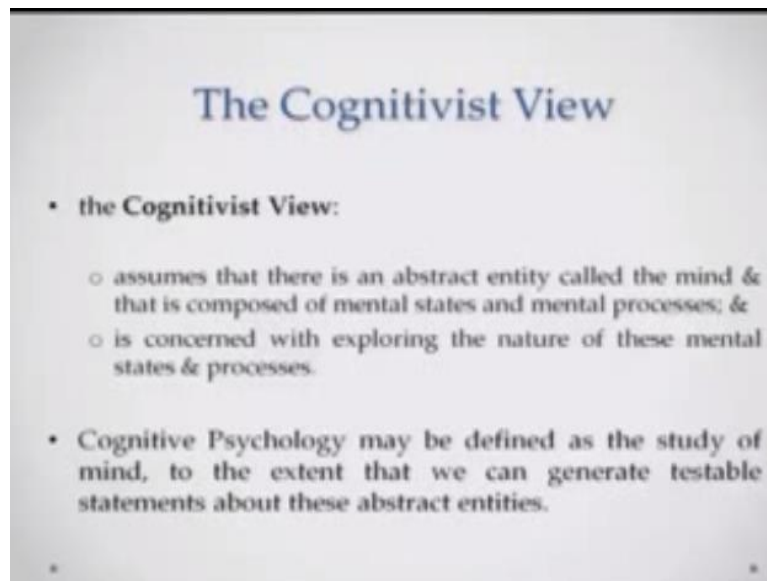 The Cognitivist View
• the Cognitivist View:
o assumes that there is an abstract entity called the mind &
that is composed of mental states and mental processes; &
o is concerned with exploring the nature of these mental
states & processes.
• Cognitive Psychology may be defined as the study of
mind, to the extent that we can generate testable
statements about these abstract entities.